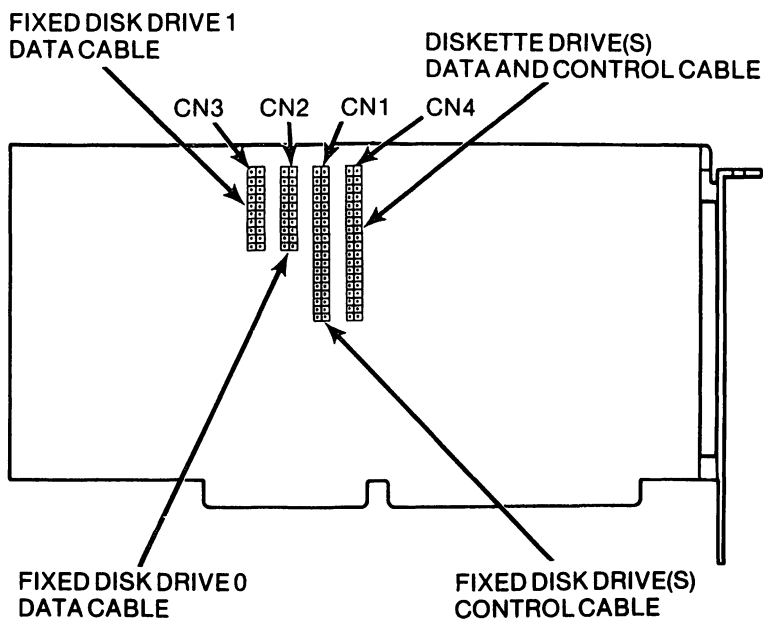 FIXED DISK DRIVE 1
DATA CABLE
DISKETTE DRIVE(S)
DATA AND CONTROL CABLE
CN3
CN2
CN1
CN4
FIXED DISK DRIVE 0
DATA CABLE
FIXED DISK DRIVE(S)
CONTROL CABLE